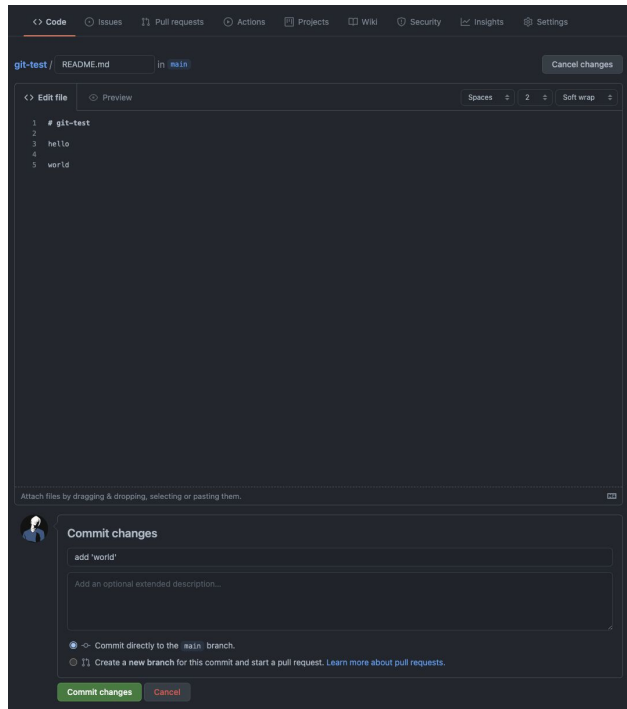 <> Code Issues Pull requests Actions Projects Wiki Security Insights Settings
git-test / README.md in main Cancel changes
<> Edit file Preview Spaces 2 Soft wrap
1 # git-test
2
3 hello
4
5 world
Attach files by dragging & dropping, selecting or pasting them.
Commit changes
add 'world'
Add an optional extended description...
Commit directly to the main branch.
Create a new branch for this commit and start a pull request. Learn more about pull requests.
Commit changes Cancel